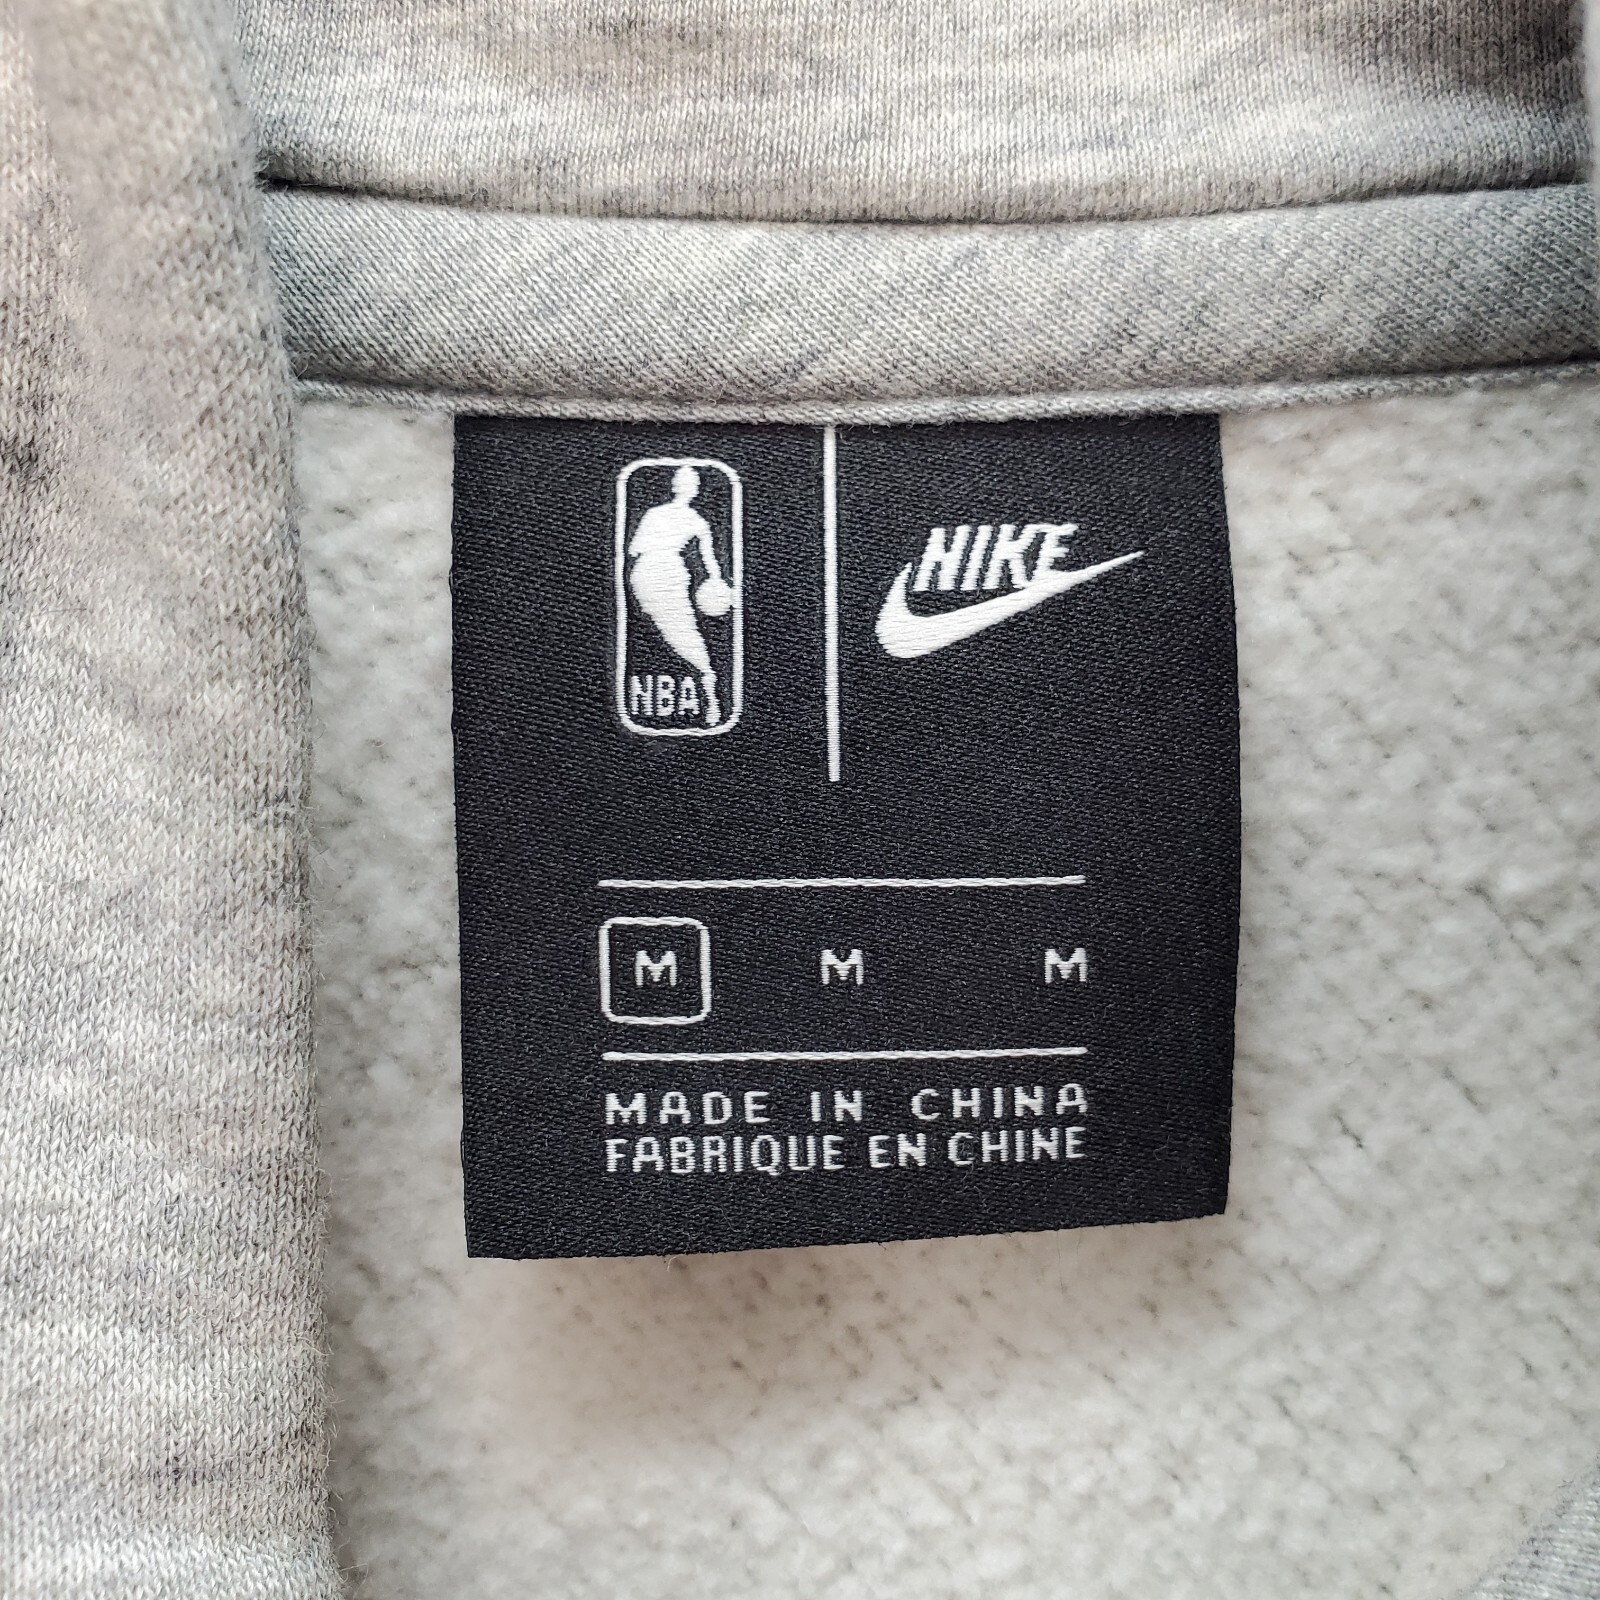 NBA
NIKE
M M M
MADE IN CHINA
FABRIQUE EN CHINE